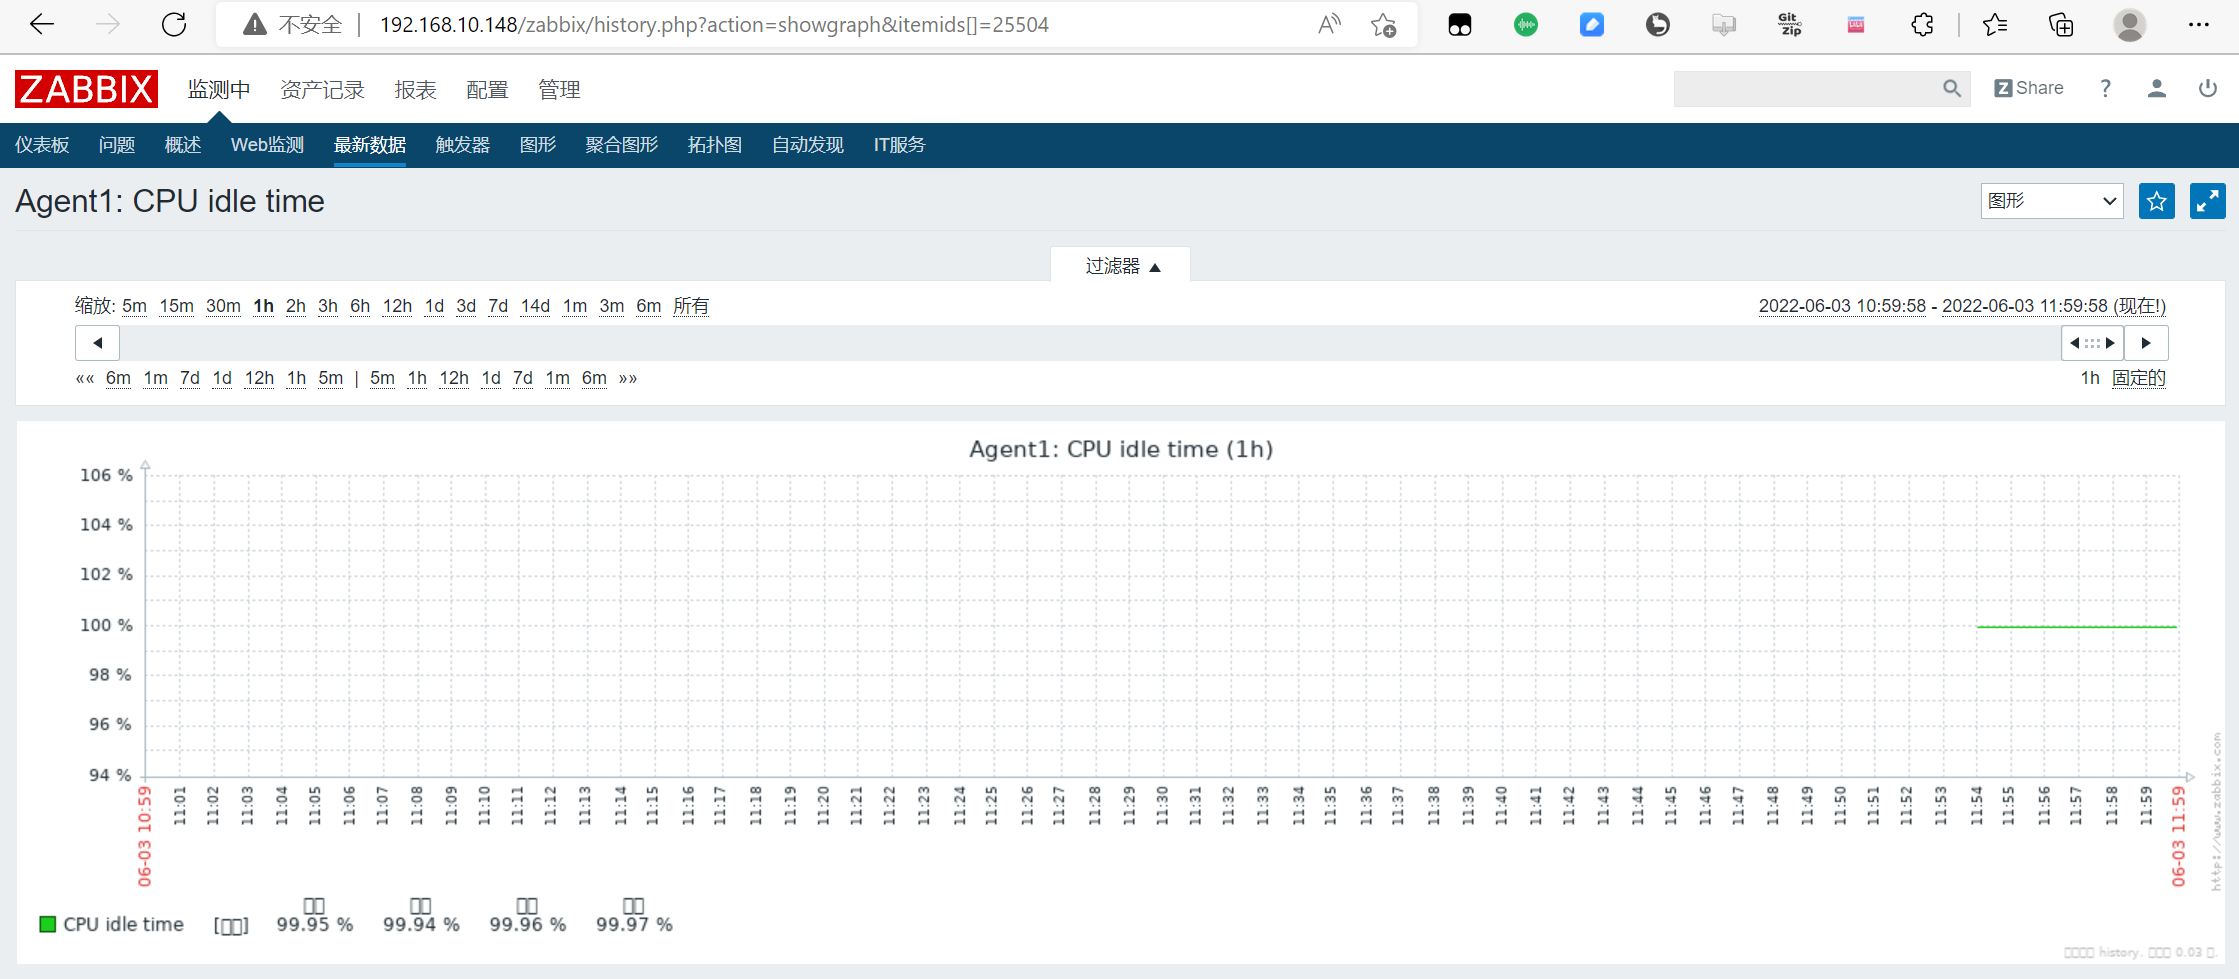 不安全 192.168.10.148/zabbix/history.php?action=showgraph&itemids[]=25504
Git Zip
ZABBIX 监测中 资产记录 报表 配置 管理 Z Share ?
仪表板 问题 概述 Web监测 最新数据 触发器 图形 聚合图形 拓扑图 自动发现 IT服务
Agent1: CPU idle time 图形
过滤器 ▲
缩放: 5m 15m 30m 1h 2h 3h 6h 12h 1d 3d 7d 14d 1m 3m 6m 所有 2022-06-03 10:59:58 - 2022-06-03 11:59:58 (现在!)
«« 6m 1m 7d 1d 12h 1h 5m | 5m 1h 12h 1d 7d 1m 6m »» 1h 固定的
Agent1: CPU idle time (1h)
106 %
104 %
102 %
100 %
98 %
96 %
94 %
06-03 10:59 11:01 11:02 11:03 11:04 11:05 11:06 11:07 11:08 11:09 11:10 11:11 11:12 11:13 11:14 11:15 11:16 11:17 11:18 11:19 11:20 11:21 11:22 11:23 11:24 11:25 11:26 11:27 11:28 11:29 11:30 11:31 11:32 11:33 11:34 11:35 11:36 11:37 11:38 11:39 11:40 11:41 11:42 11:43 11:44 11:45 11:46 11:47 11:48 11:49 11:50 11:51 11:52 11:53 11:54 11:55 11:56 11:57 11:58 11:59 06-03 11:59
http://www.zabbix.com
CPU idle time 99.95 % 99.94 % 99.96 % 99.97 %
history. 0.03